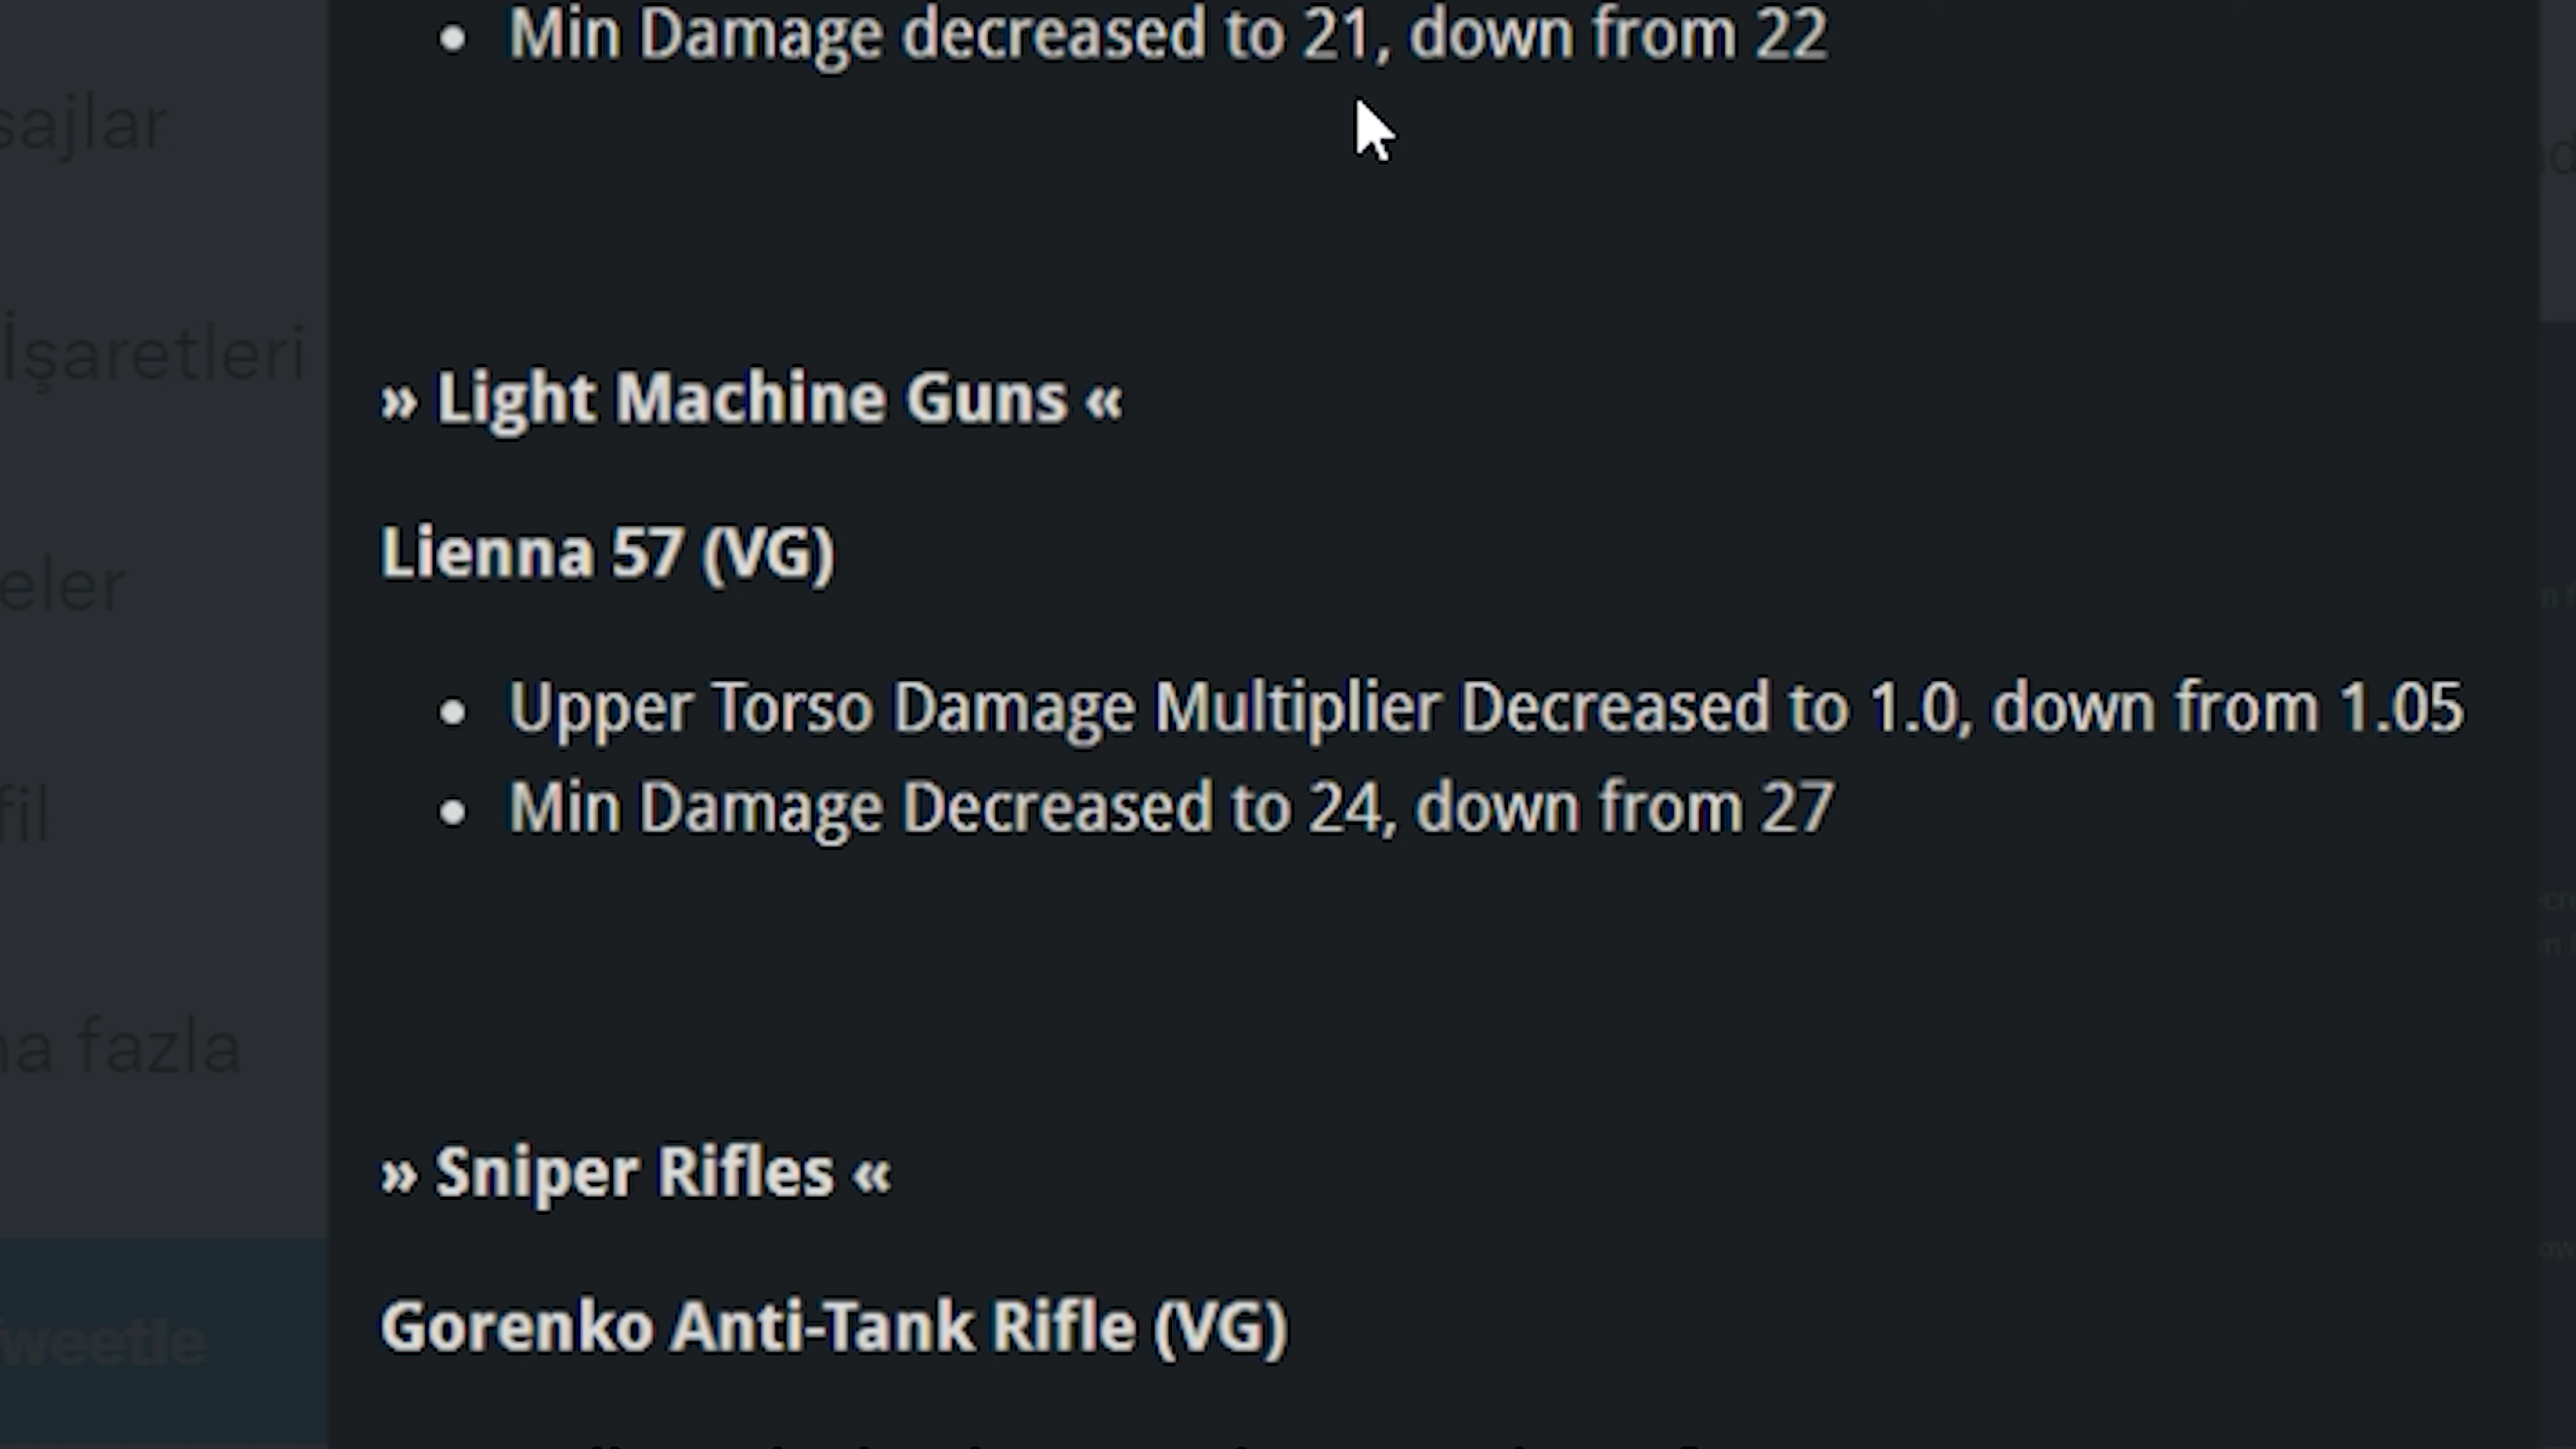 Min Damage decreased to 21, down from 22
sajlar
İşaretleri
» Light Machine Guns «
Lienna 57 (VG)
eler
Upper Torso Damage Multiplier Decreased to 1.0, down from 1.05
Min Damage Decreased to 24, down from 27
fil
na fazla
» Sniper Rifles «
Gorenko Anti-Tank Rifle (VG)
weetle